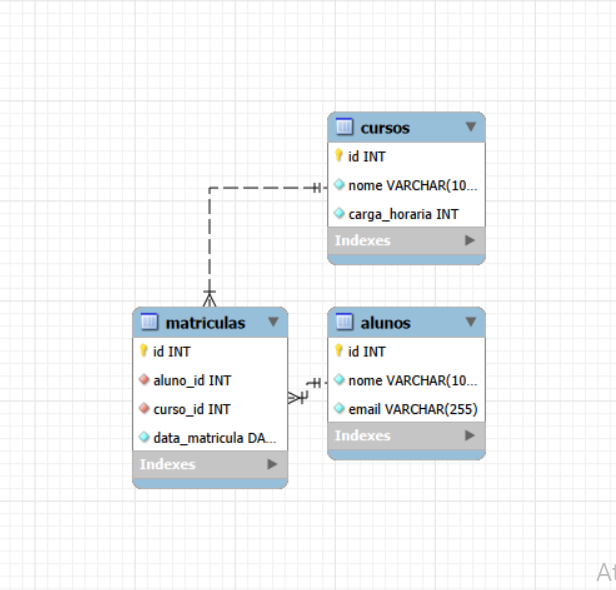 cursos
id INT
nome VARCHAR(10...
carga_horaria INT
Indexes
matriculas
id INT
aluno_id INT
curso_id INT
data_matricula DA...
Indexes
alunos
id INT
nome VARCHAR(10...
email VARCHAR(255)
Indexes
At